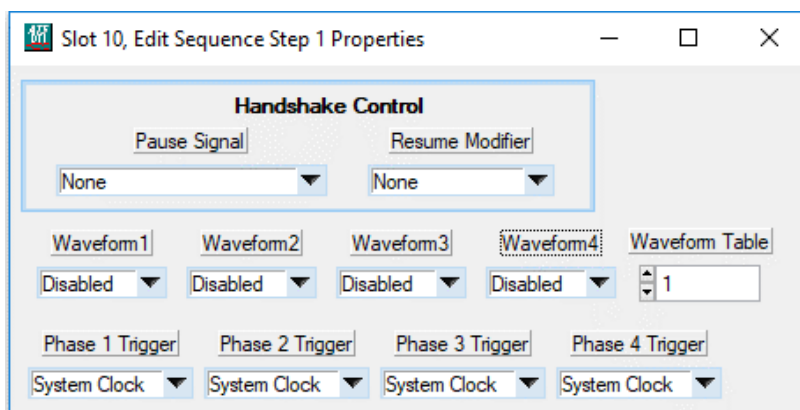 Slot 10, Edit Sequence Step 1 Properties
Handshake Control
Pause Signal Resume Modifier
None None
Waveform1 Waveform2 Waveform3 Waveform4 Waveform Table
Disabled Disabled Disabled Disabled 1
Phase 1 Trigger Phase 2 Trigger Phase 3 Trigger Phase 4 Trigger
System Clock System Clock System Clock System Clock